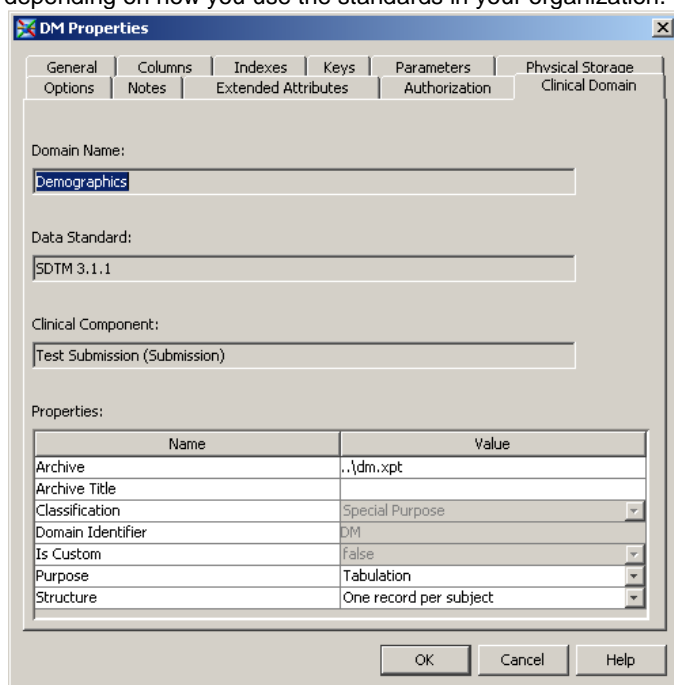 depending on how you use the standards in your organization.
DM Properties
General Columns Indexes Keys Parameters Physical Storage
Options Notes Extended Attributes Authorization Clinical Domain
Domain Name:
Demographics
Data Standard:
SDTM 3.1.1
Clinical Component:
Test Submission (Submission)
Properties:
Name Value
Archive ..\dm.xpt
Archive Title
Classification Special Purpose
Domain Identifier DM
Is Custom false
Purpose Tabulation
Structure One record per subject
OK Cancel Help